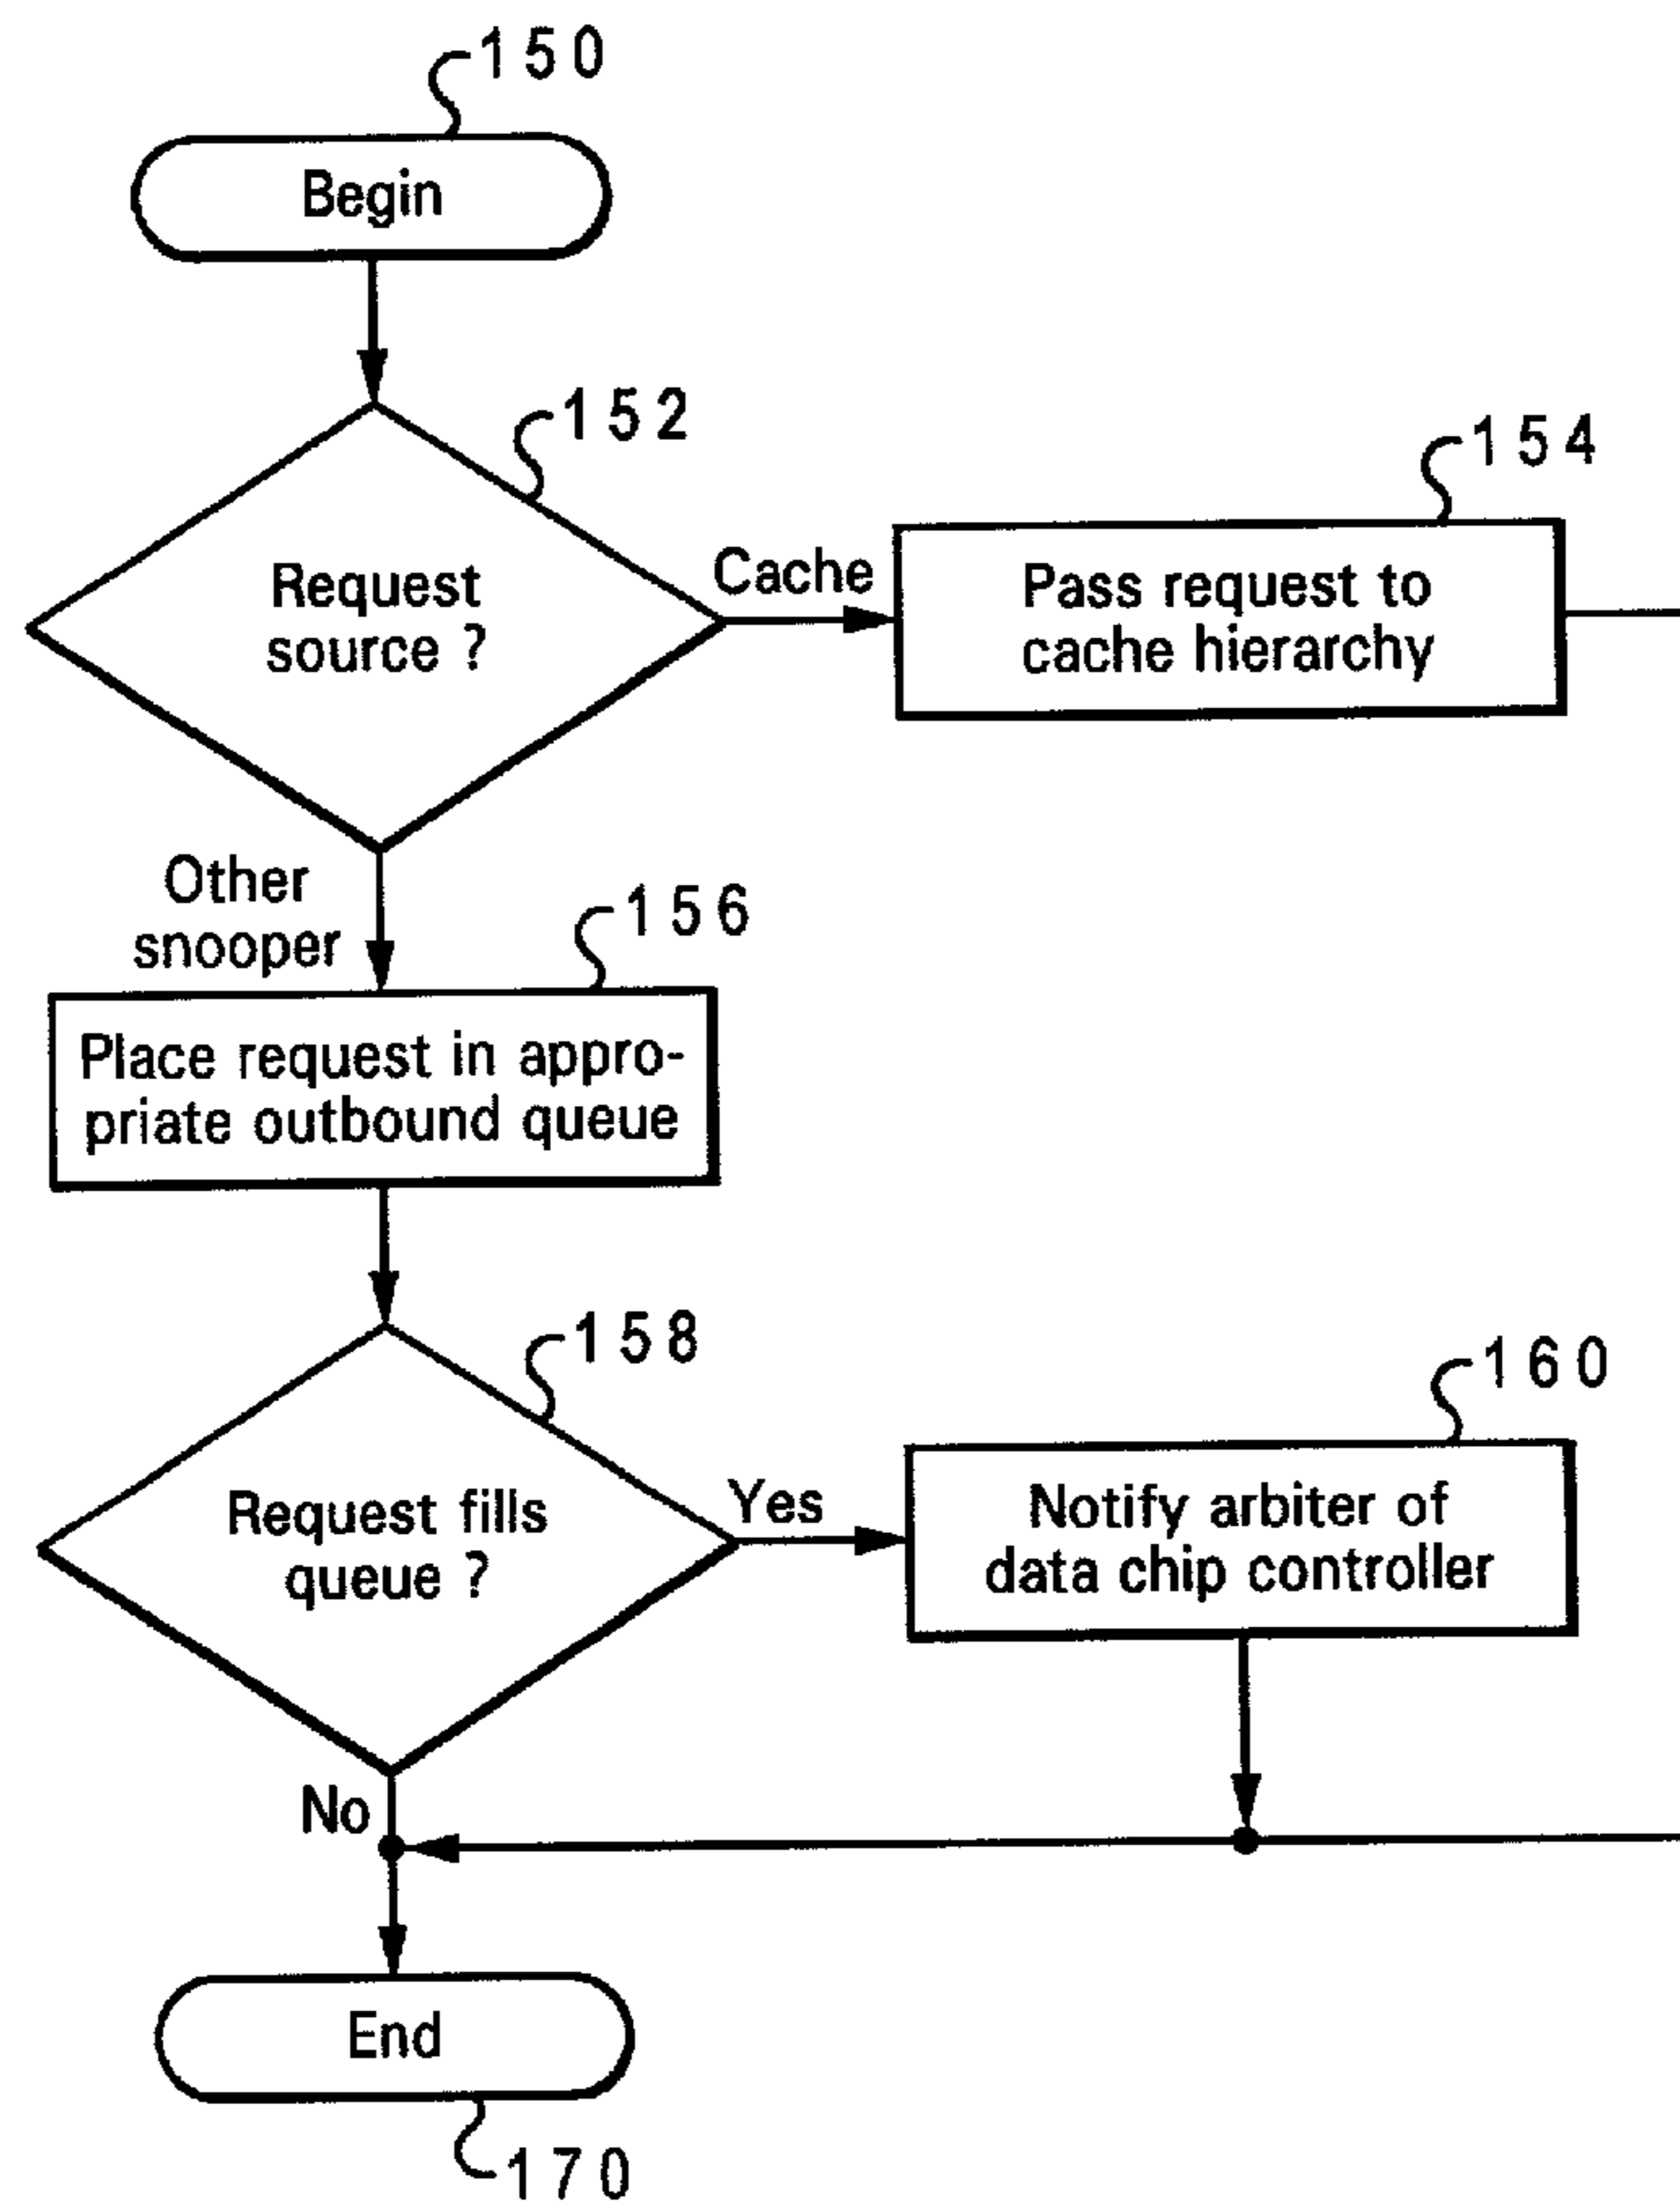 150
Begin
152
Request
source ?
Cache
154
Pass request to
cache hierarchy
Other
snooper
156
Place request in appro-
priate outbound queue
158
Request fills
queue ?
Yes
160
Notify arbiter of
data chip controller
No
End
170